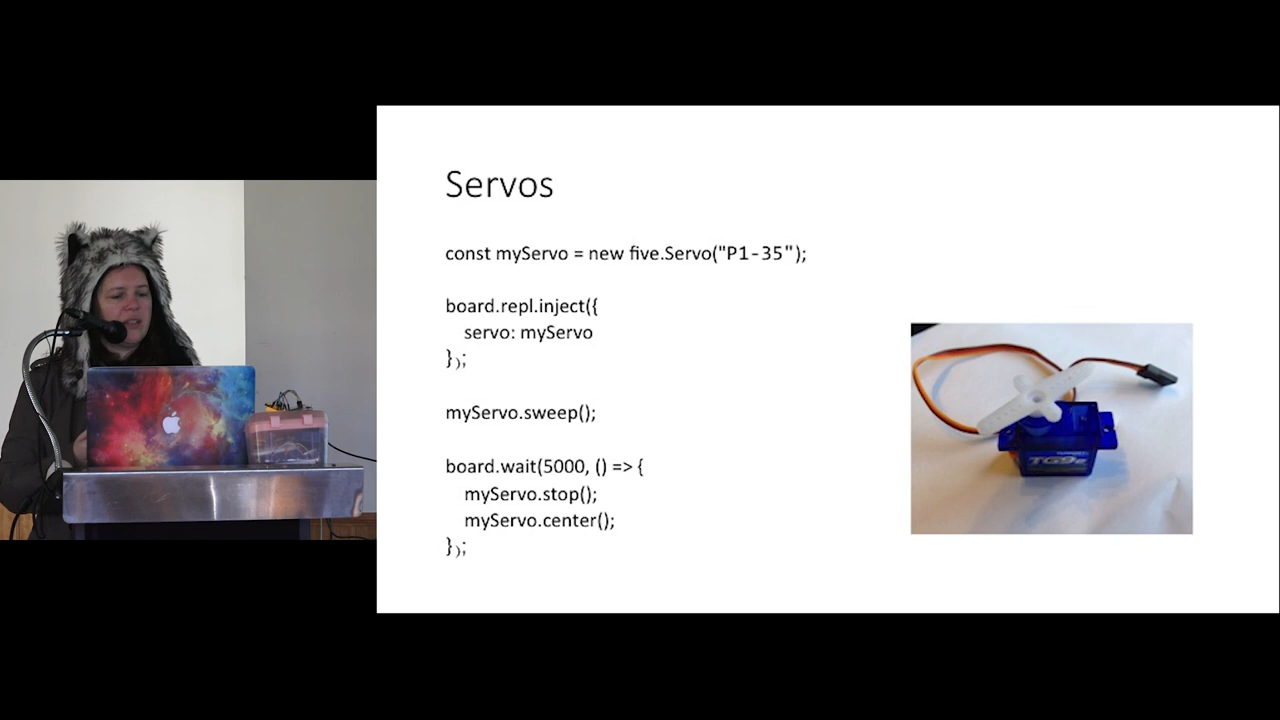 Servos
const myServo = new five.Servo("P1-35");
board.repl.inject({
servo: myServo
});
myServo.sweep();
board.wait(5000, () => {
myServo.stop();
myServo.center();
});
TG9e